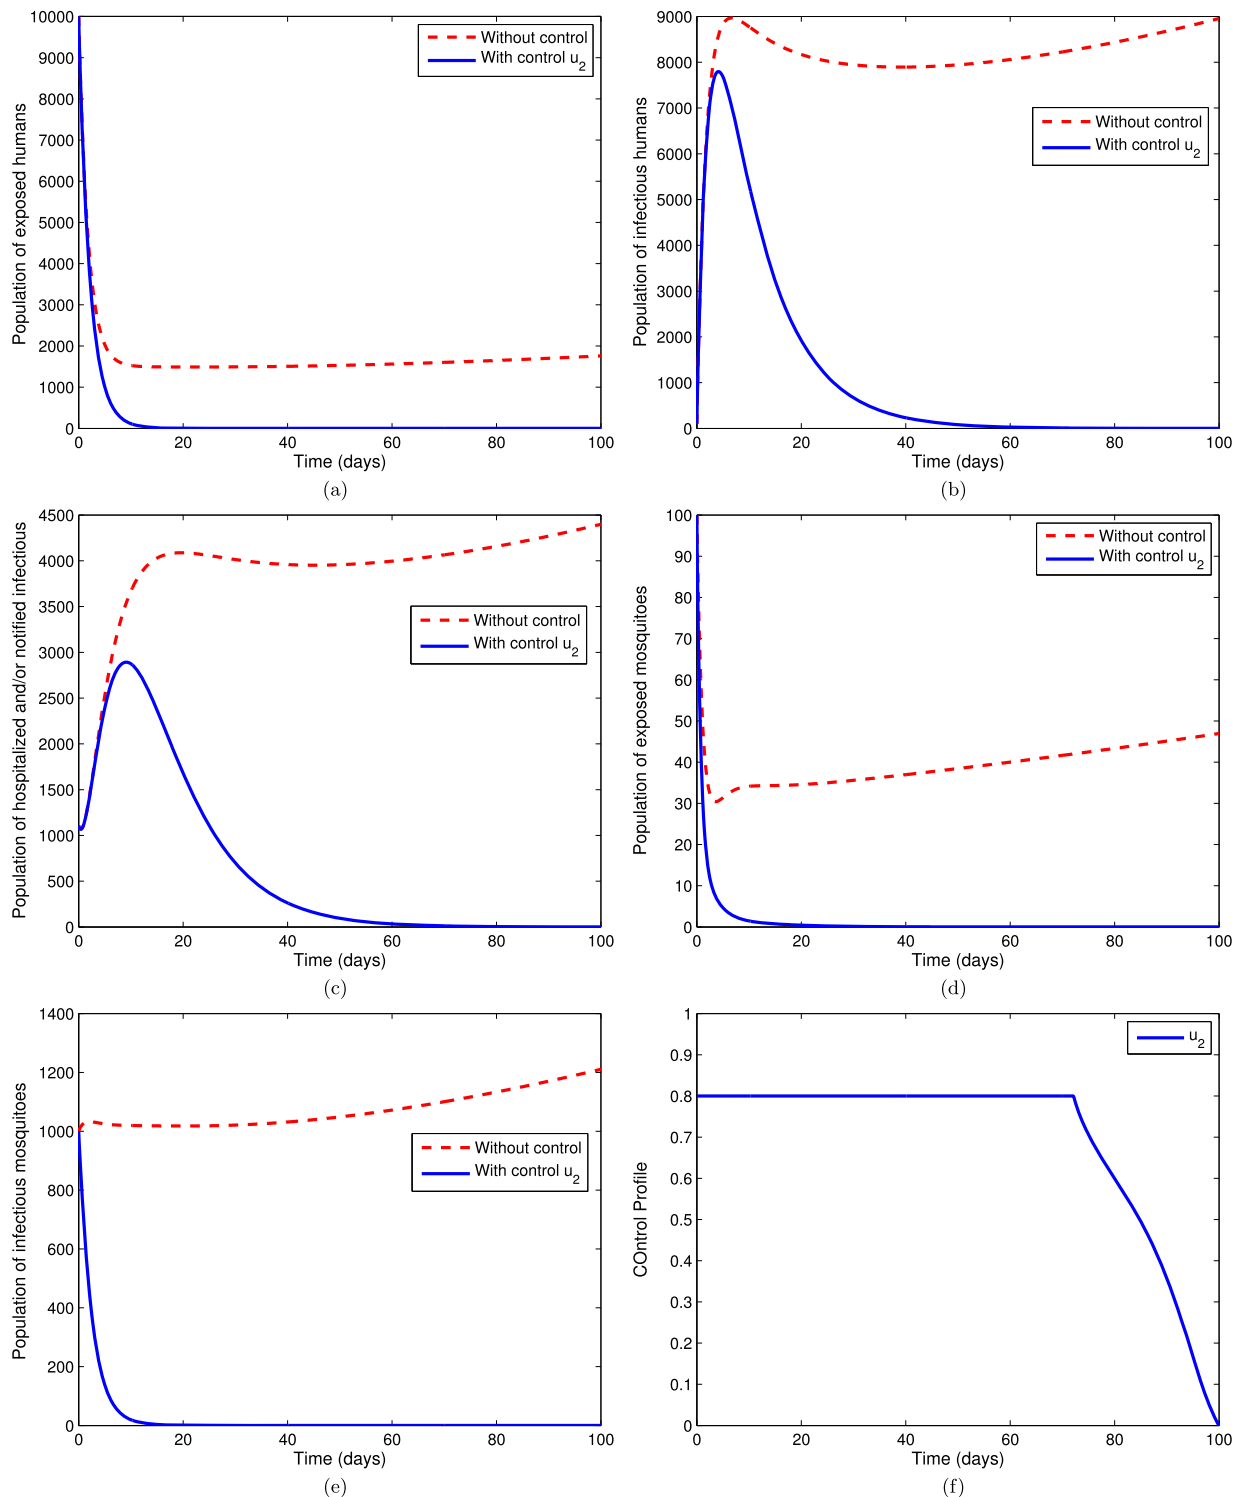 10000
9000
8000
7000
6000
5000
4000
3000
2000
1000
0
Population of exposed humans
Without control
With control u2
0 20 40 60 80 100
Time (days)
(a)
9000
8000
7000
6000
5000
4000
3000
2000
1000
0
Population of infectious humans
Without control
With control u2
0 20 40 60 80 100
Time (days)
(b)
4500
4000
3500
3000
2500
2000
1500
1000
500
0
Population of hospitalized and/or notified infectious
Without control
With control u2
0 20 40 60 80 100
Time (days)
(c)
100
90
80
70
60
50
40
30
20
10
0
Population of exposed mosquitoes
Without control
With control u2
0 20 40 60 80 100
Time (days)
(d)
1400
1200
1000
800
600
400
200
0
Population of infectious mosquitoes
Without control
With control u2
0 20 40 60 80 100
Time (days)
(e)
1
0.9
0.8
0.7
0.6
0.5
0.4
0.3
0.2
0.1
0
COntrol Profile
u2
0 20 40 60 80 100
Time (days)
(f)